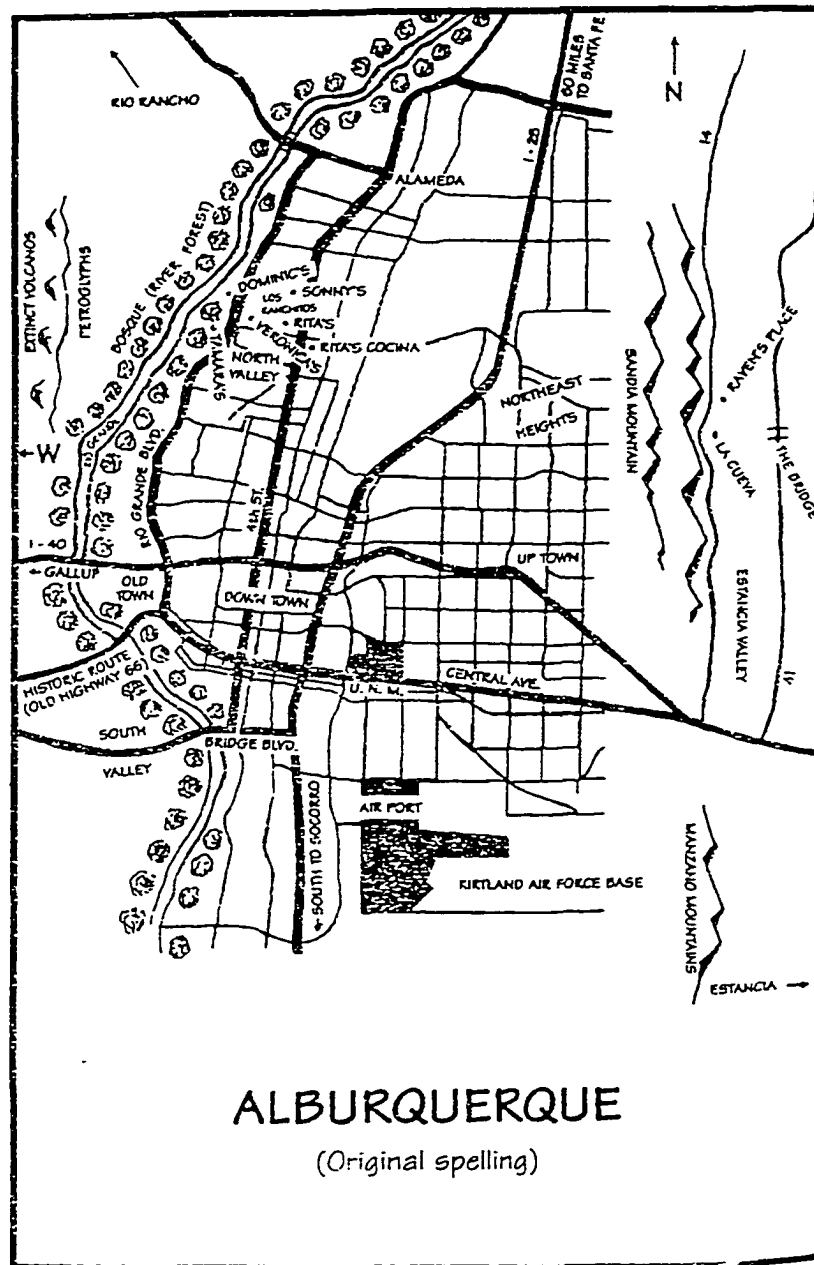 RIO RANCHO
60 MILES
TO SANTA FE
N
14
I - 25
ALAMEDA
BOSQUE (RIVER FOREST)
EXTINCT VOLCANOS
PETROGLYPHS
DOMINIC'S
LOS
RANCHITOS
SONNY'S
RITA'S
VERONICA'S
RITA'S COCINA
TAMARA'S
NORTH
VALLEY
NORTHEAST
HEIGHTS
SANDIA MOUNTAIN
RAVEN'S PLACE
LA CUEVA
THE BRIDGE
W
RIO GRANDE BLVD.
4th ST.
I - 40
GALLUP
OLD
TOWN
DOWN TOWN
UP TOWN
ESTANCIA VALLEY
HISTORIC ROUTE
(OLD HIGHWAY 66)
U. N. M.
CENTRAL AVE.
SOUTH
VALLEY
BRIDGE BLVD.
SOUTH TO SOCORRO
AIR PORT
KIRTLAND AIR FORCE BASE
MANZANO MOUNTAINS
ESTANCIA
ALBURQUERQUE
(Original spelling)